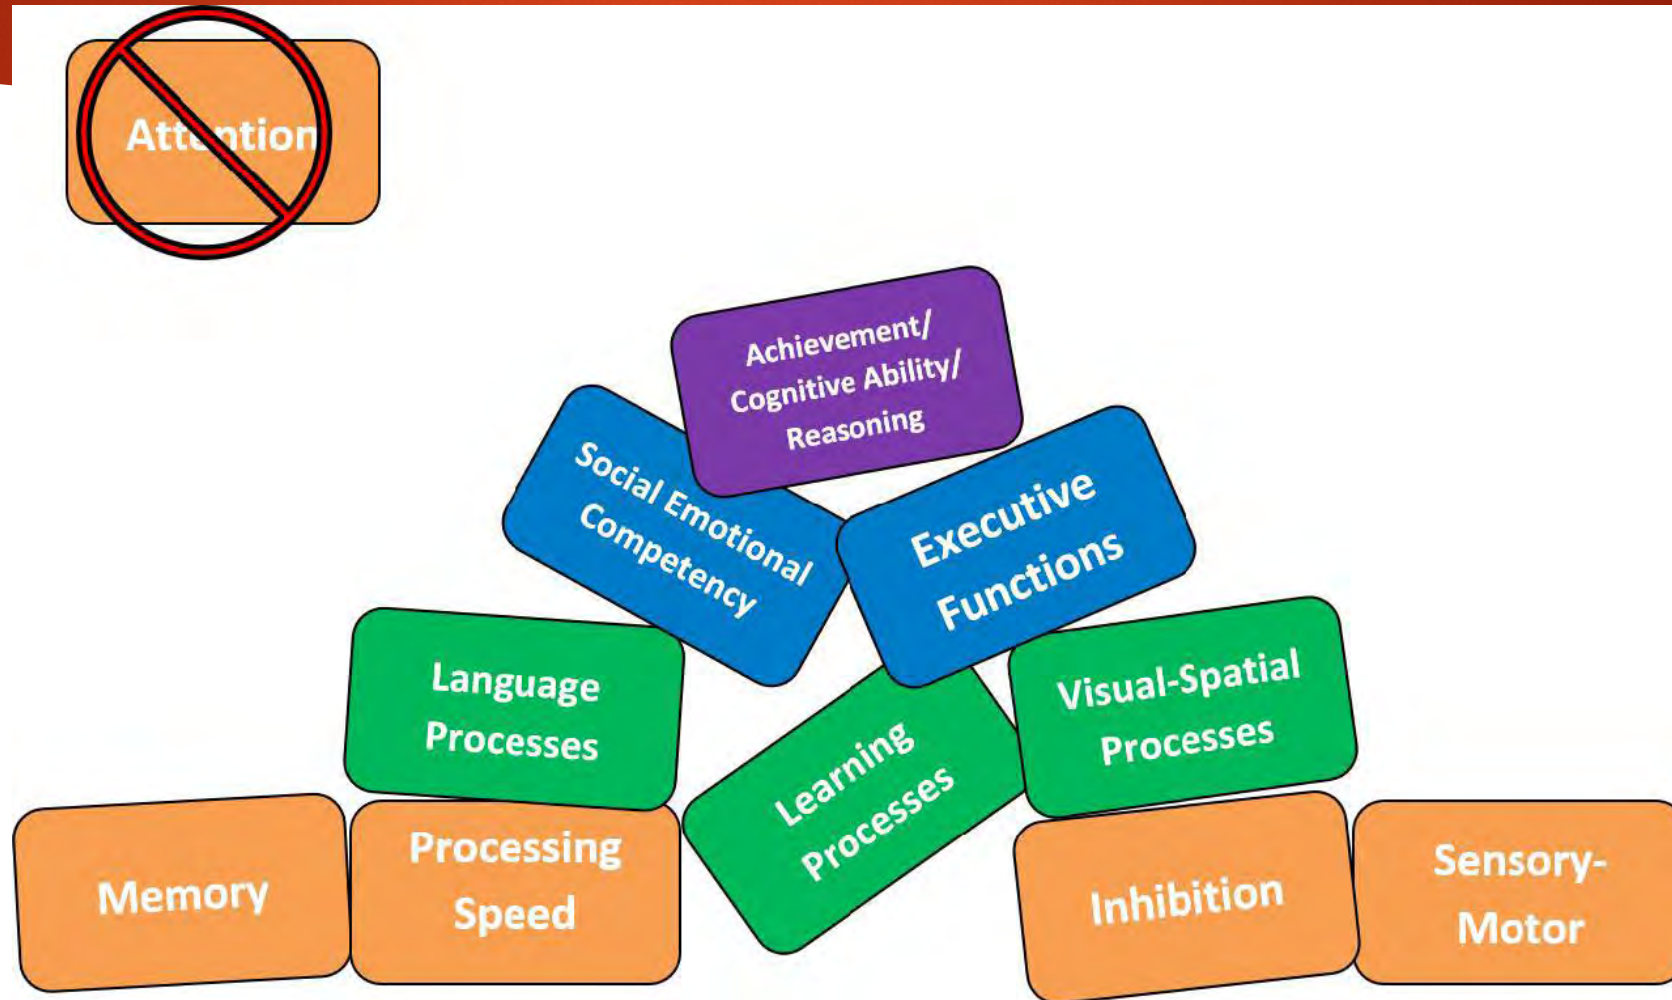 Attention
Achievement/
Cognitive Ability/
Reasoning
Social Emotional
Competency
Executive
Functions
Language
Processes
Learning
Processes
Visual-Spatial
Processes
Memory
Processing
Speed
Inhibition
Sensory-
Motor